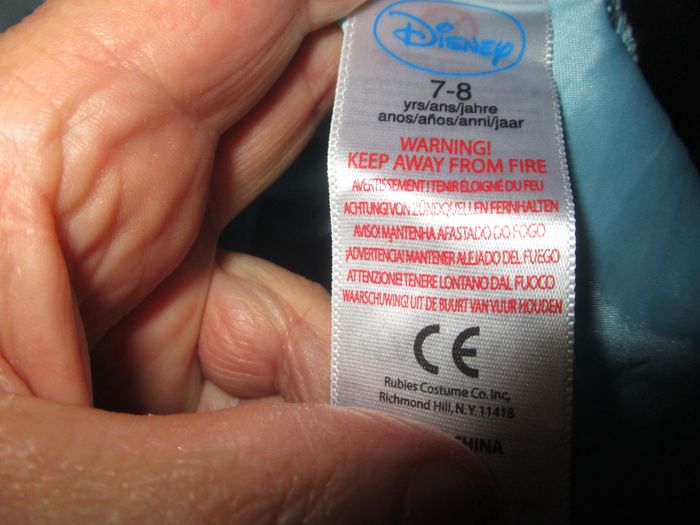 Disney
7-8
yrs/ans/jahre
anos/años/anni/jaar
WARNING!
KEEP AWAY FROM FIRE
AVERTISSEMENT! TENIR ÉLOIGNÉ DU FEU
ACHTUNG! VON ZÜNDQUELLEN FERNHALTEN
AVISO! MANTENHA AFASTADO DO FOGO
¡ADVERTENCIA! MANTENER ALEJADO DEL FUEGO
ATTENZIONE! TENERE LONTANO DAL FUOCO
WAARSCHUWING! UIT DE BUURT VAN VUUR HOUDEN
CE
Rubies Costume Co. Inc,
Richmond Hill, N.Y. 11418
CHINA